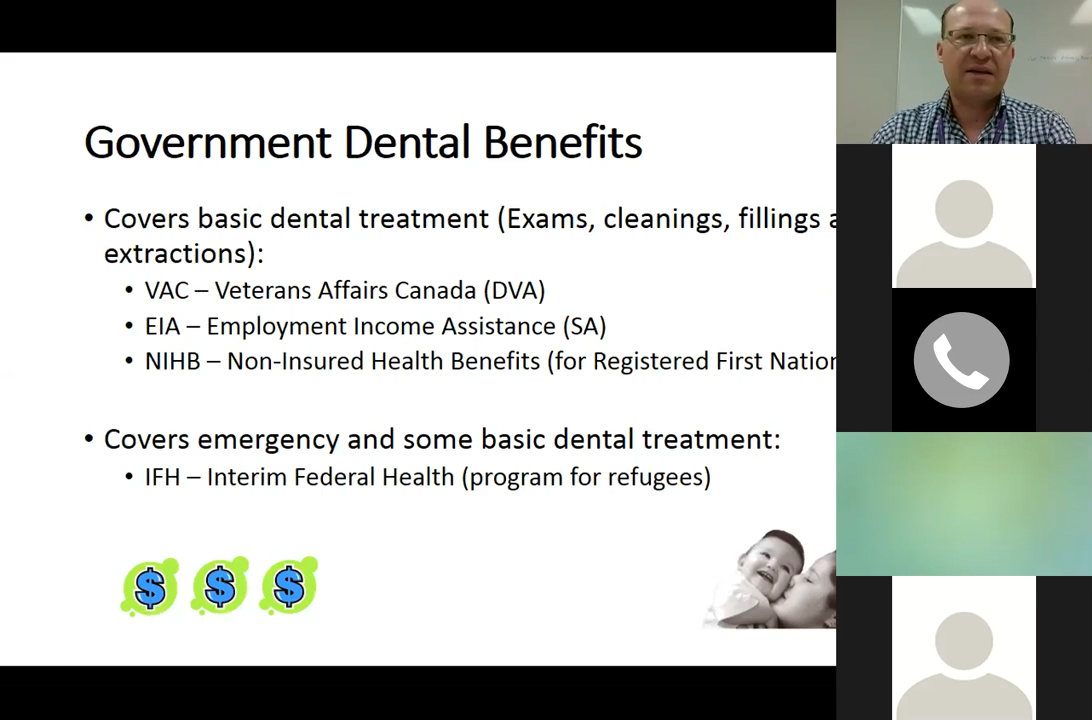 Government Dental Benefits
• Covers basic dental treatment (Exams, cleanings, fillings
extractions):
• VAC – Veterans Affairs Canada (DVA)
• EIA – Employment Income Assistance (SA)
• NIHB – Non-Insured Health Benefits (for Registered First
• Covers emergency and some basic dental treatment:
• IFH – Interim Federal Health (program for refugees)
$ $ $